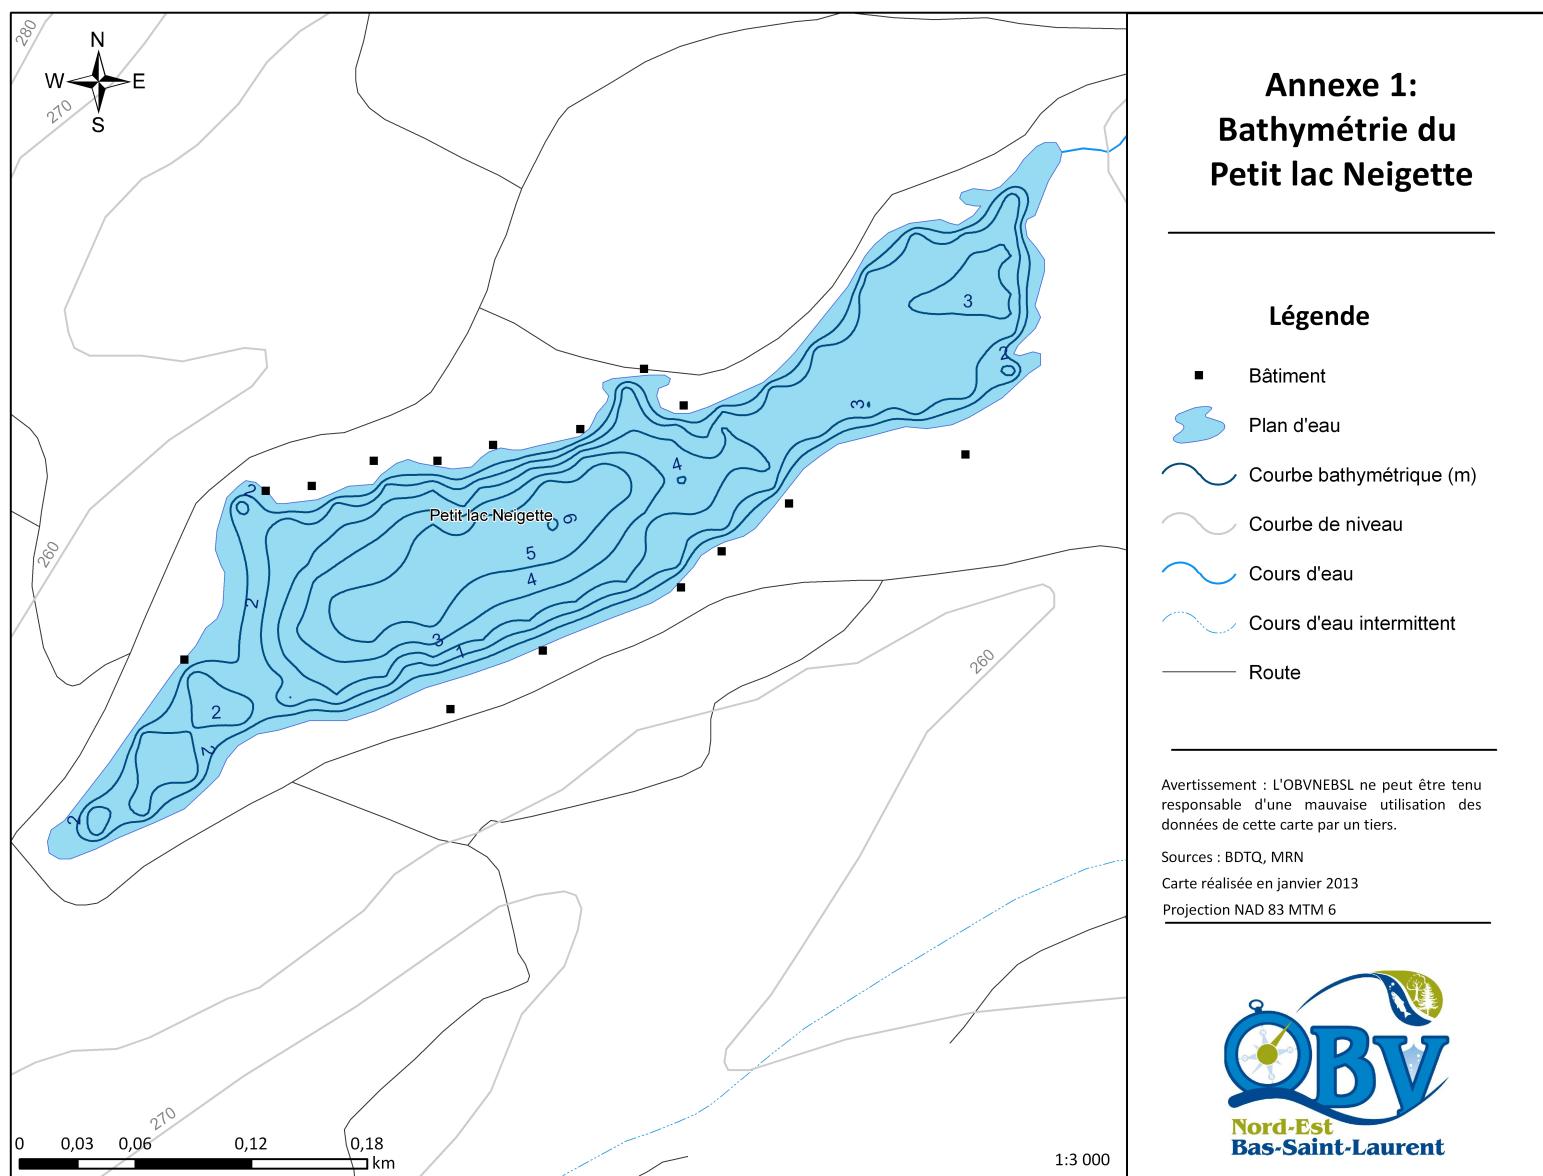 280
270
N
W E
S
260
Petit lac Neigette
3
2
3
4
6
5
4
3
1
2
2
2
2
2
260
270
0 0,03 0,06 0,12 0,18
km
1:3 000
Annexe 1:
Bathymétrie du
Petit lac Neigette
Légende
Bâtiment
Plan d'eau
Courbe bathymétrique (m)
Courbe de niveau
Cours d'eau
Cours d'eau intermittent
Route
Avertissement : L'OBVNEBSL ne peut être tenu
responsable d'une mauvaise utilisation des
données de cette carte par un tiers.
Sources : BDTQ, MRN
Carte réalisée en janvier 2013
Projection NAD 83 MTM 6
OBV
Nord-Est
Bas-Saint-Laurent